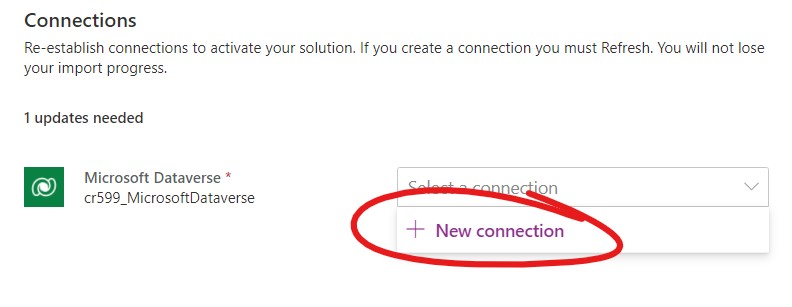 Connections
Re-establish connections to activate your solution. If you create a connection you must Refresh. You will not lose
your import progress.
1 updates needed
Microsoft Dataverse *
cr599_MicrosoftDataverse
Select a connection
+ New connection